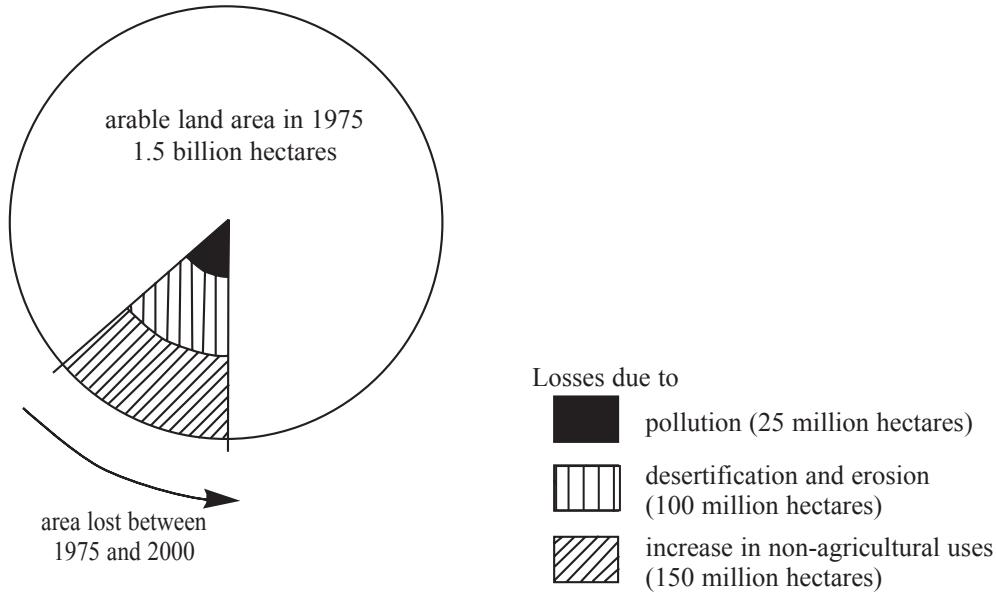 arable land area in 1975
1.5 billion hectares
area lost between
1975 and 2000
Losses due to
pollution (25 million hectares)
desertification and erosion
(100 million hectares)
increase in non-agricultural uses
(150 million hectares)